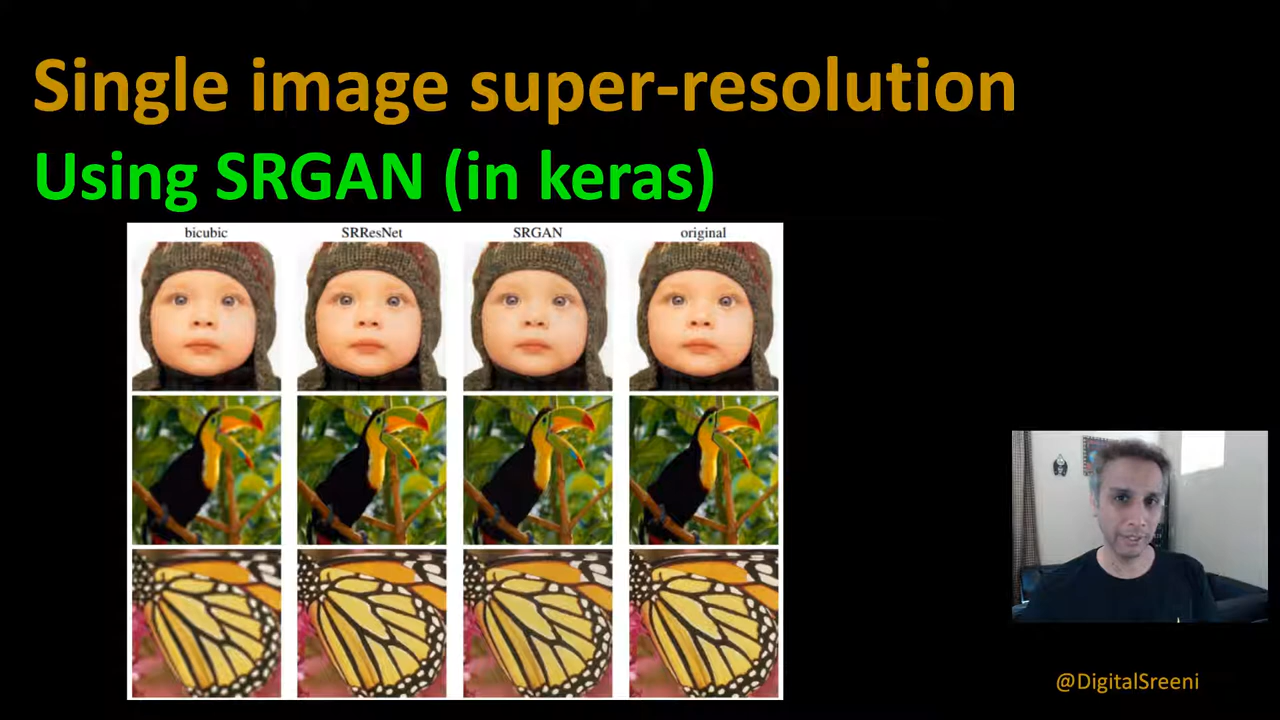 Single image super-resolution
Using SRGAN (in keras)
bicubic SRResNet SRGAN original
@DigitalSreeni